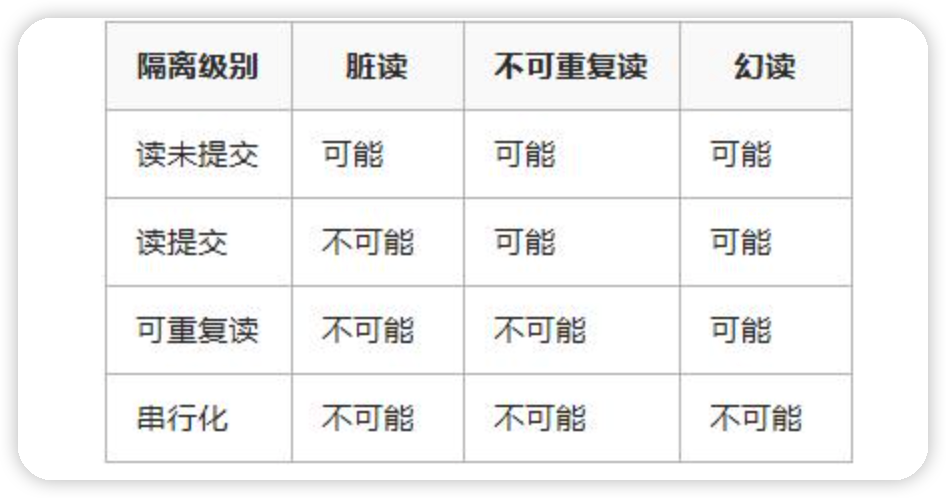 隔离级别 脏读 不可重复读 幻读
读未提交 可能 可能 可能
读提交 不可能 可能 可能
可重复读 不可能 不可能 可能
串行化 不可能 不可能 不可能